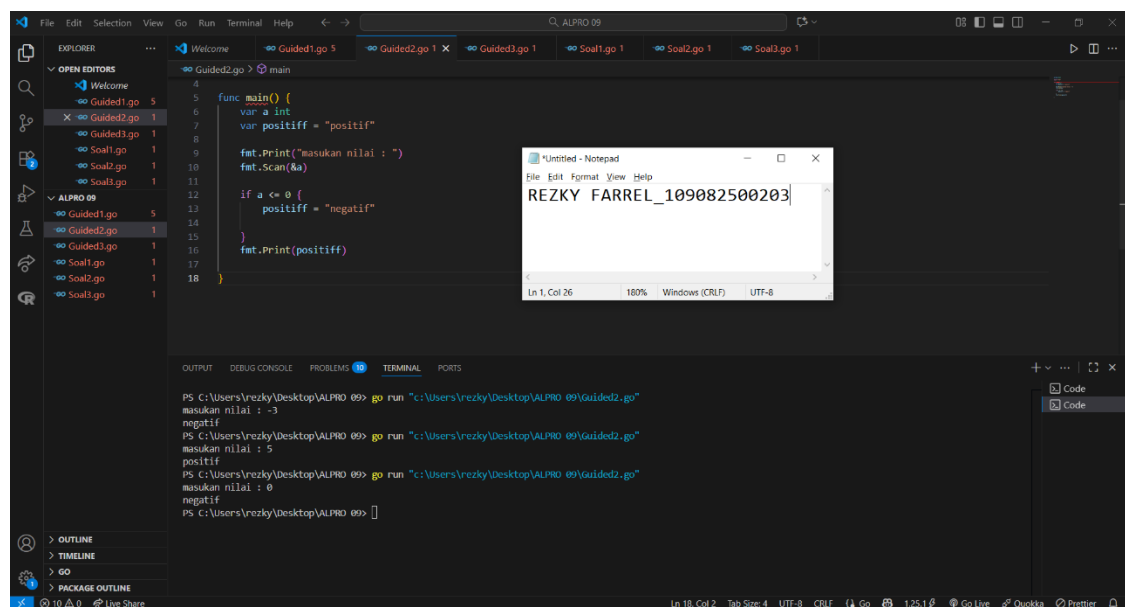 File Edit Selection View Go Run Terminal Help
ALPRO 09
EXPLORER
OPEN EDITORS
Welcome
Guided1.go 5
Guided2.go 1
Guided3.go 1
Soal1.go 1
Soal2.go 1
Soal3.go 1
ALPRO 09
Guided1.go 5
Guided2.go 1
Guided3.go 1
Soal1.go 1
Soal2.go 1
Soal3.go 1
OUTLINE
TIMELINE
GO
PACKAGE OUTLINE
Welcome Guided1.go 5 Guided2.go 1 Guided3.go 1 Soal1.go 1 Soal2.go 1 Soal3.go 1
Guided2.go > main
4
5 func main() {
6 var a int
7 var positiff = "positif"
8
9 fmt.Print("masukan nilai : ")
10 fmt.Scan(&a)
11
12 if a <= 0 {
13 positiff = "negatif"
14
15 }
16 fmt.Print(positiff)
17
18 }
*Untitled - Notepad
File Edit Format View Help
REZKY FARREL_109082500203
Ln 1, Col 26 180% Windows (CRLF) UTF-8
OUTPUT DEBUG CONSOLE PROBLEMS 10 TERMINAL PORTS
PS C:\Users\rezky\Desktop\ALPRO 09> go run "c:\Users\rezky\Desktop\ALPRO 09\Guided2.go"
masukan nilai : -3
negatif
PS C:\Users\rezky\Desktop\ALPRO 09> go run "c:\Users\rezky\Desktop\ALPRO 09\Guided2.go"
masukan nilai : 5
positif
PS C:\Users\rezky\Desktop\ALPRO 09> go run "c:\Users\rezky\Desktop\ALPRO 09\Guided2.go"
masukan nilai : 0
negatif
PS C:\Users\rezky\Desktop\ALPRO 09>
Code
Code
10 0 Live Share
Ln 18, Col 2 Tab Size: 4 UTF-8 CRLF Go 1.25.1 Go Live Quokka Prettier